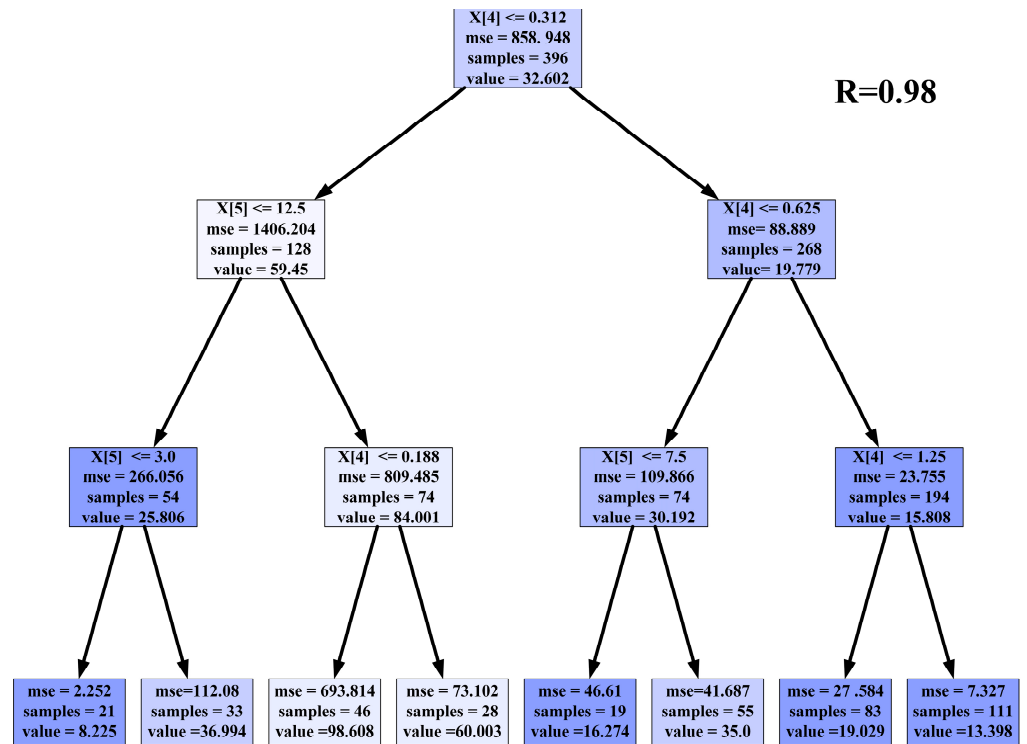 X[4] <= 0.312
mse = 858. 948
samples = 396
value = 32.602
R=0.98
X[5] <= 12.5
mse = 1406.204
samples = 128
value = 59.45
X[4] <= 0.625
mse= 88.889
samples = 268
value= 19.779
X[5] <= 3.0
mse = 266.056
samples = 54
value = 25.806
X[4] <= 0.188
mse = 809.485
samples = 74
value = 84.001
X[5] <= 7.5
mse = 109.866
samples = 74
value = 30.192
X[4] <= 1.25
mse = 23.755
samples = 194
value = 15.808
mse = 2.252
samples = 21
value = 8.225
mse=112.08
samples = 33
value =36.994
mse = 693.814
samples = 46
value =98.608
mse = 73.102
samples = 28
value =60.003
mse = 46.61
samples = 19
value =16.274
mse=41.687
samples = 55
value = 35.0
mse = 27 .584
samples = 83
value =19.029
mse = 7.327
samples = 111
value =13.398